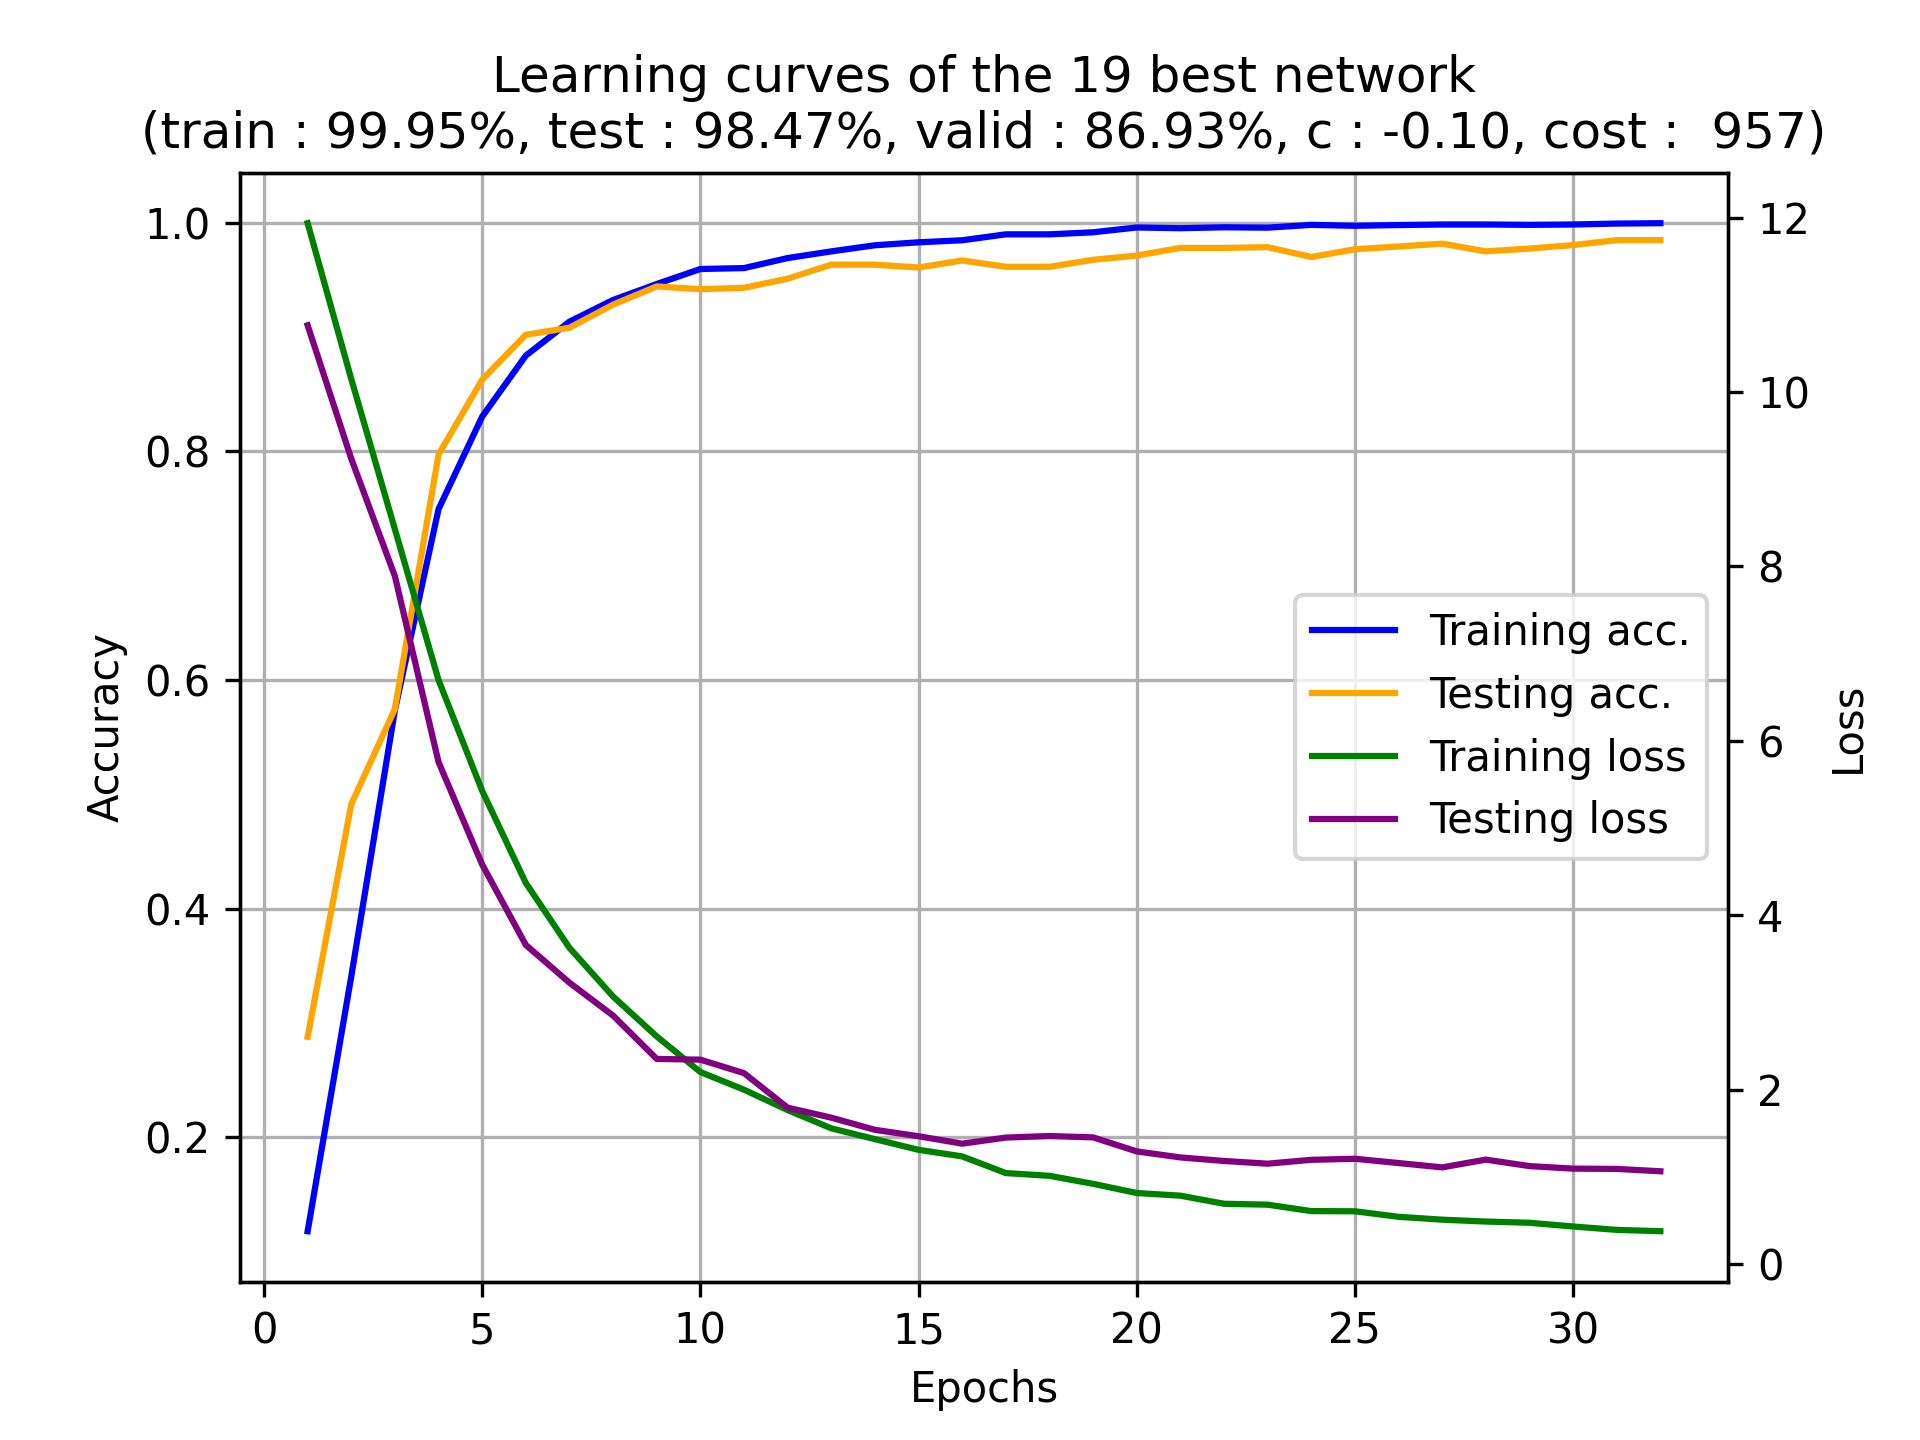 Learning curves of the 19 best network
(train : 99.95%, test : 98.47%, valid : 86.93%, c : -0.10, cost :  957)
1.0
0.8
0.6
0.4
0.2
Accuracy
12
10
8
6
4
2
0
Loss
Training acc.
Testing acc.
Training loss
Testing loss
0 5 10 15 20 25 30
Epochs